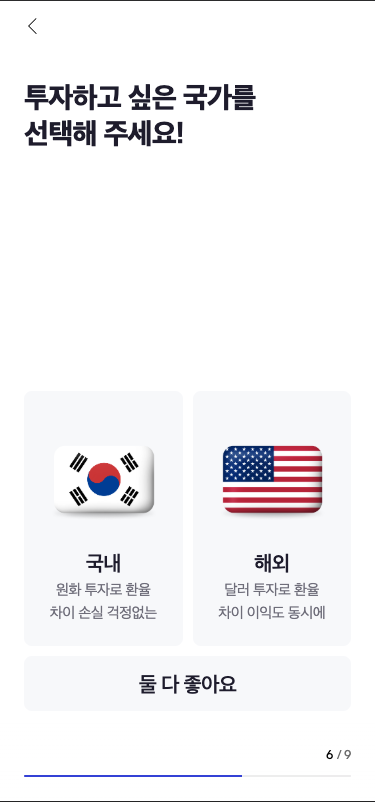 투자하고 싶은 국가를
선택해 주세요!
국내
원화 투자로 환율
차이 손실 걱정없는
해외
달러 투자로 환율
차이 이익도 동시에
둘 다 좋아요
6 / 9